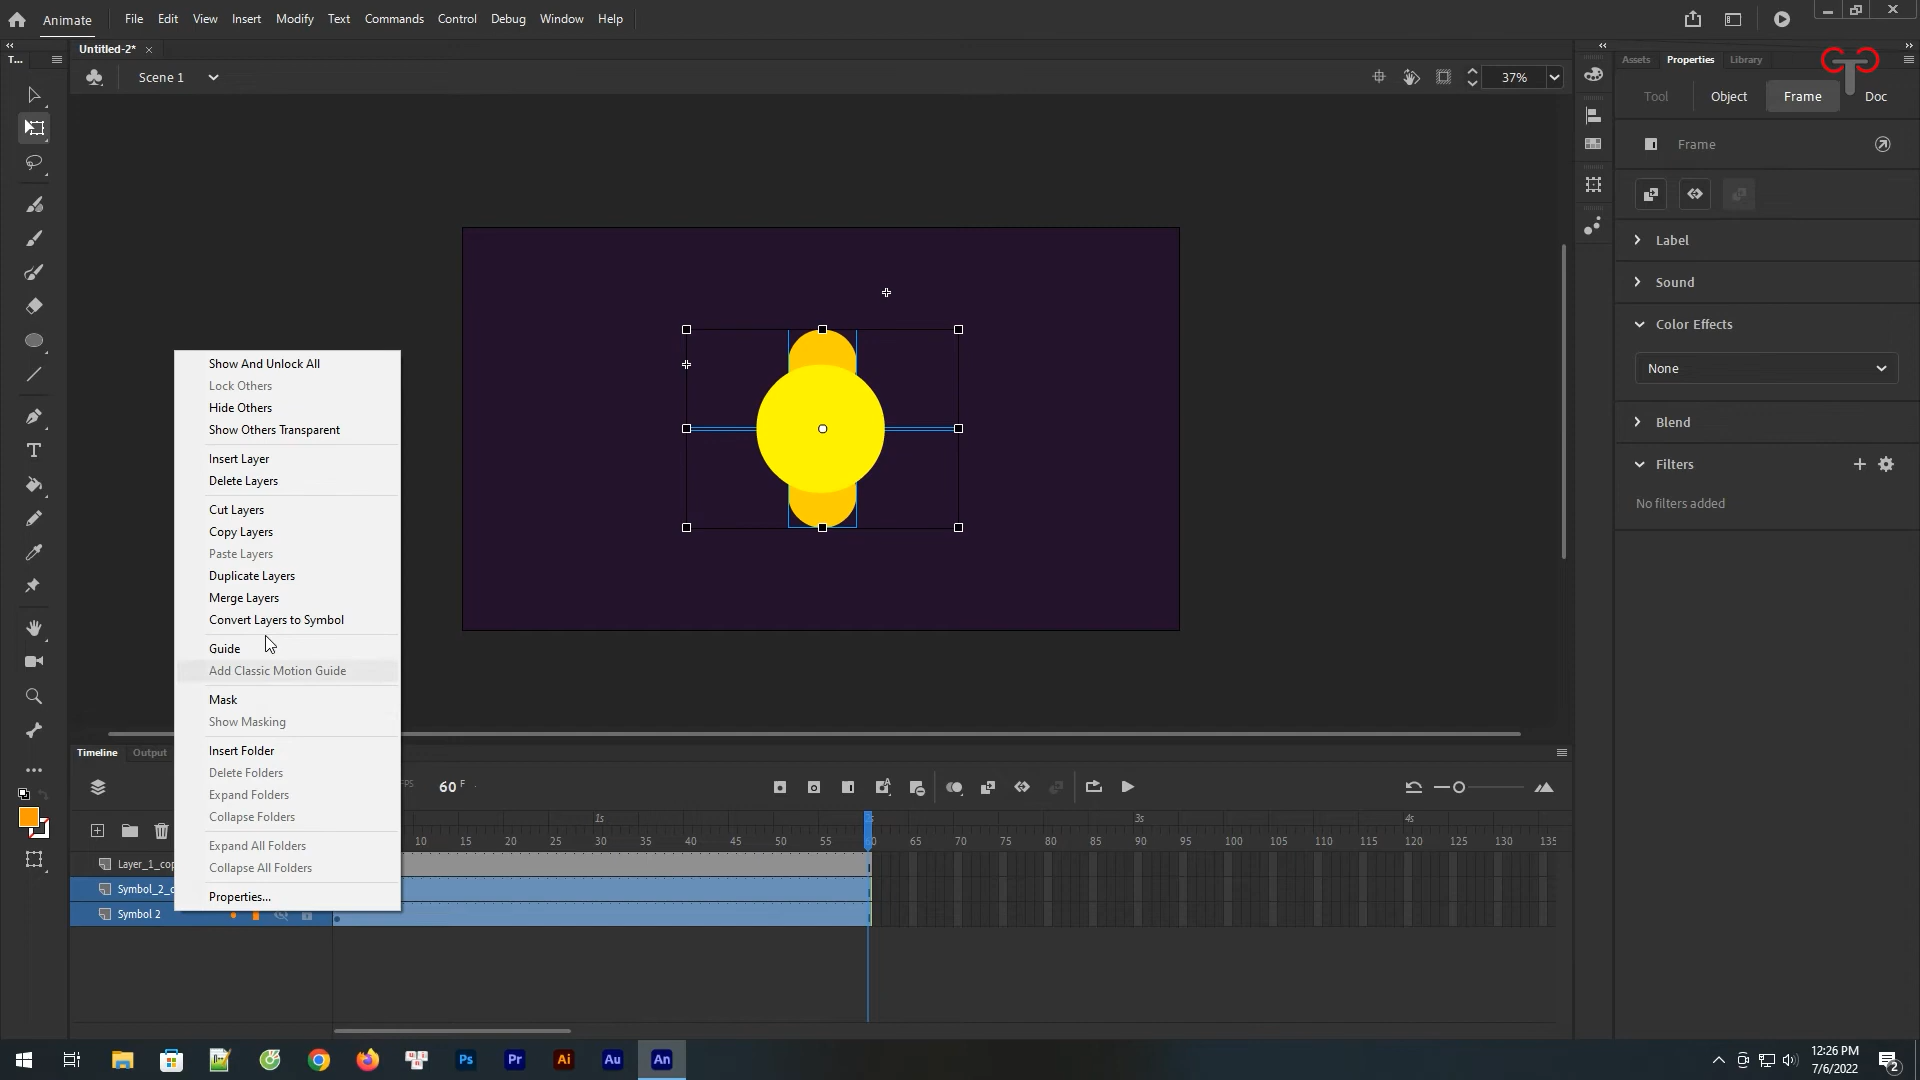 Animate File Edit View Insert Modify Text Commands Control Debug Window Help
Untitled-2* ×
T...
Assets Properties Library
Scene 1
37%
Tool Object Frame Doc
Frame
Label
Sound
Color Effects
None
Blend
Filters
No filters added
Show And Unlock All
Lock Others
Hide Others
Show Others Transparent
Insert Layer
Delete Layers
Cut Layers
Copy Layers
Paste Layers
Duplicate Layers
Merge Layers
Convert Layers to Symbol
Guide
Add Classic Motion Guide
Mask
Show Masking
Insert Folder
Delete Folders
Expand Folders
Collapse Folders
Expand All Folders
Collapse All Folders
Properties...
T
Timeline Output
FPS 60 F
1s 3s 4s
10 15 20 25 30 35 40 45 50 55 65 70 75 80 85 90 95 100 105 110 115 120 125 130 135
Layer_1_cop
Symbol_2_c
Symbol 2
Ps Pr Ai Au An
12:26 PM
7/6/2022
2